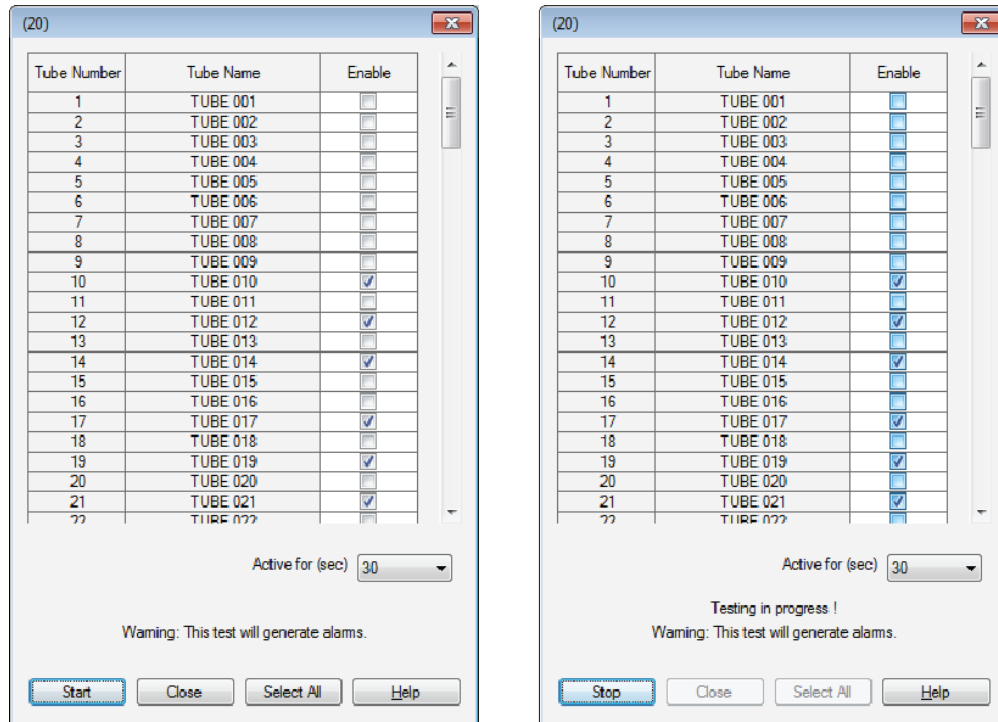 (20)
Tube Number Tube Name Enable
1 TUBE 001
2 TUBE 002
3 TUBE 003
4 TUBE 004
5 TUBE 005
6 TUBE 006
7 TUBE 007
8 TUBE 008
9 TUBE 009
10 TUBE 010
11 TUBE 011
12 TUBE 012
13 TUBE 013
14 TUBE 014
15 TUBE 015
16 TUBE 016
17 TUBE 017
18 TUBE 018
19 TUBE 019
20 TUBE 020
21 TUBE 021
22 TUBE 022
Active for (sec) 30
Warning: This test will generate alarms.
Start Close Select All Help
(20)
Tube Number Tube Name Enable
1 TUBE 001
2 TUBE 002
3 TUBE 003
4 TUBE 004
5 TUBE 005
6 TUBE 006
7 TUBE 007
8 TUBE 008
9 TUBE 009
10 TUBE 010
11 TUBE 011
12 TUBE 012
13 TUBE 013
14 TUBE 014
15 TUBE 015
16 TUBE 016
17 TUBE 017
18 TUBE 018
19 TUBE 019
20 TUBE 020
21 TUBE 021
22 TUBE 022
Active for (sec) 30
Testing in progress !
Warning: This test will generate alarms.
Stop Close Select All Help